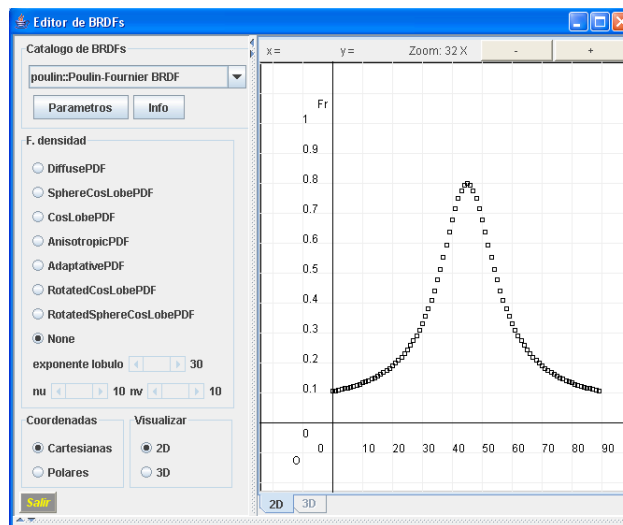 Editor de BRDFs
Catalogo de BRDFs
poulin::Poulin-Fournier BRDF
Parametros Info
F. densidad
DiffusePDF
SphereCosLobePDF
CosLobePDF
AnisotropicPDF
AdaptativePDF
RotatedCosLobePDF
RotatedSphereCosLobePDF
None
exponente lobulo 30
nu 10 nv 10
Coordenadas
Cartesianas
Polares
Visualizar
2D
3D
Salir
x = y = Zoom: 32 X - +
Fr
1
0.9
0.8
0.7
0.6
0.5
0.4
0.3
0.2
0.1
0
O
0 10 20 30 40 50 60 70 80 90
2D 3D